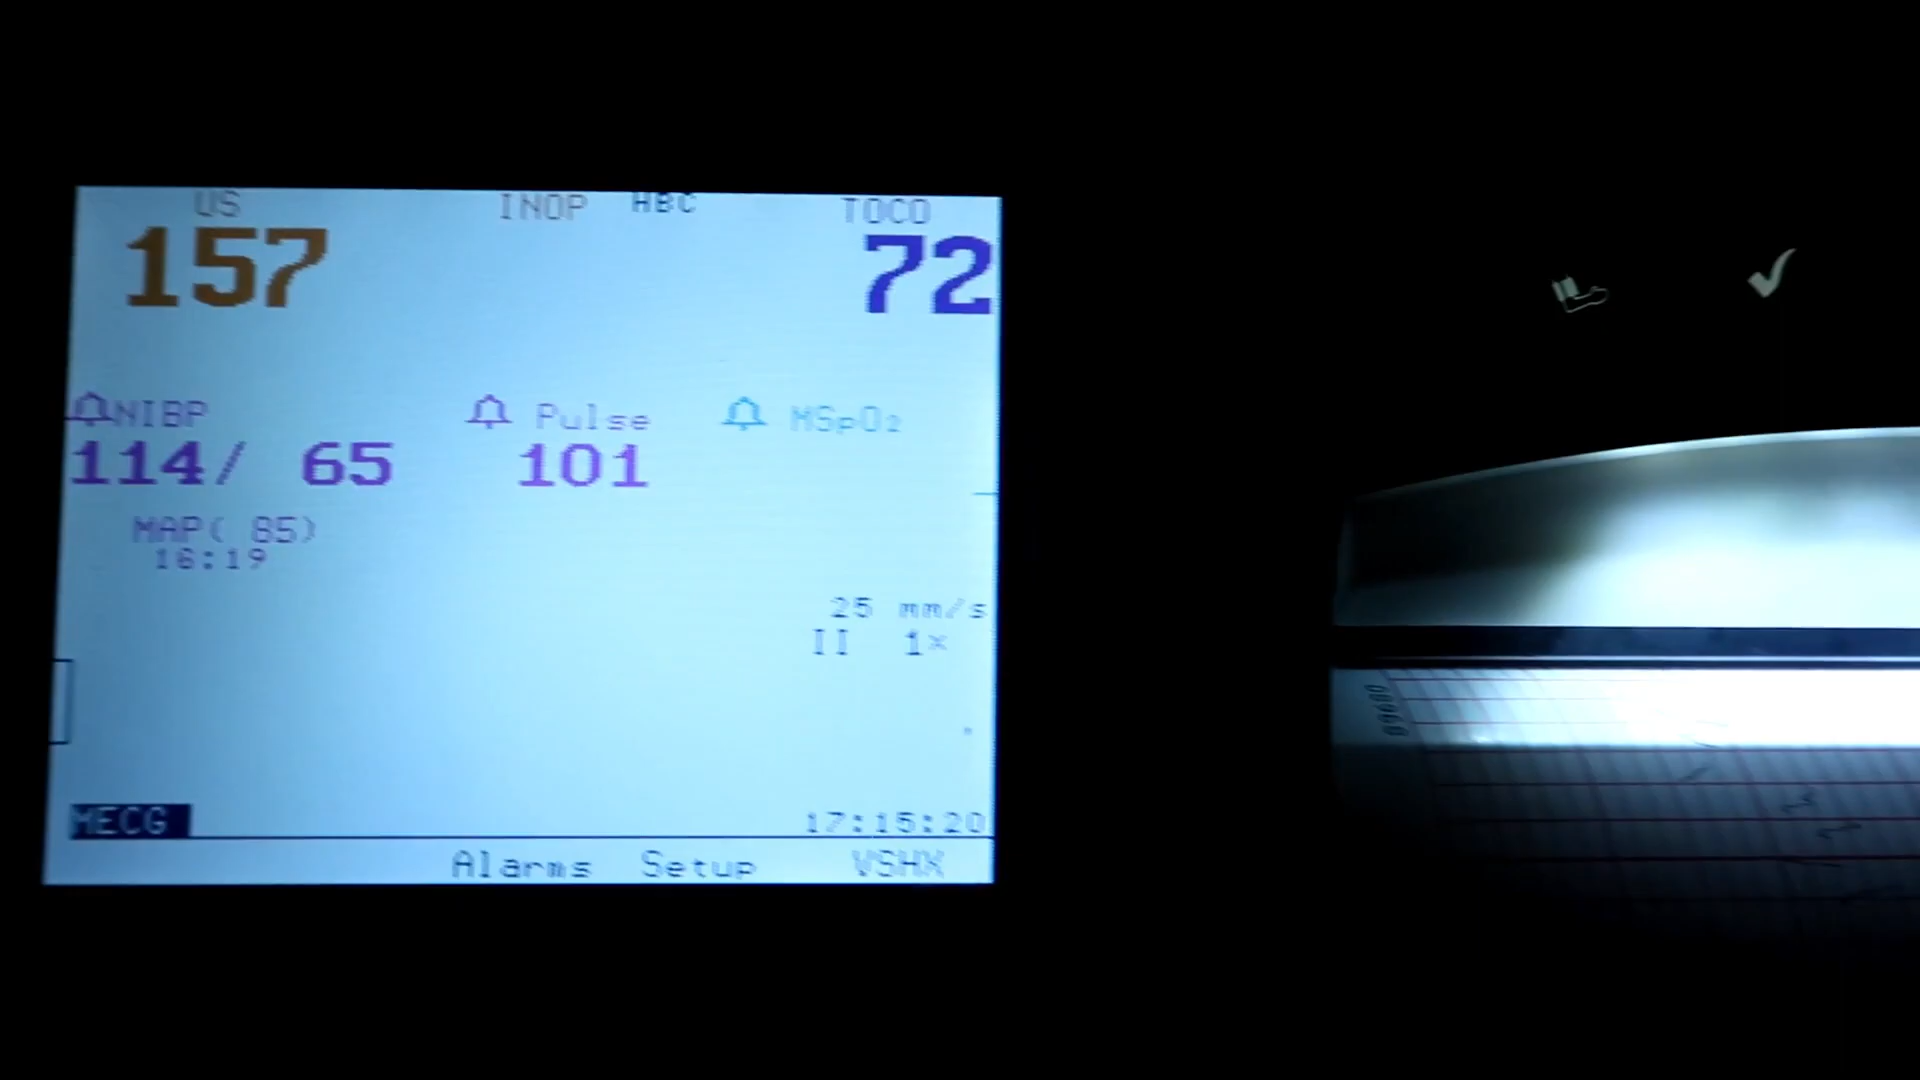 US INOP HBC TOCO
157 72
NIBP Pulse MSpO₂
114/ 65 101
MAP( 85)
16:19
25 mm/s
II 1x
MECG 17:15:20
Alarms Setup VSHX